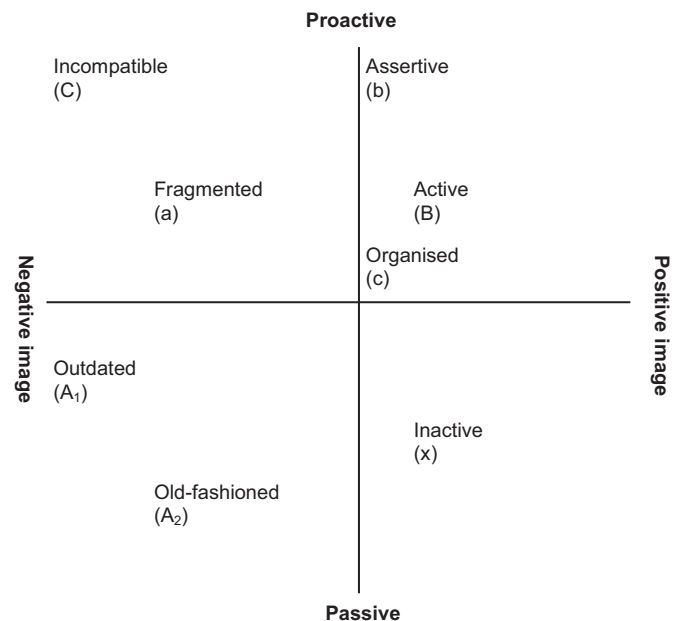 Proactive
Incompatible
(C)
Assertive
(b)
Fragmented
(a)
Active
(B)
Organised
(c)
Negative image
Positive image
Outdated
(A₁)
Inactive
(x)
Old-fashioned
(A₂)
Passive